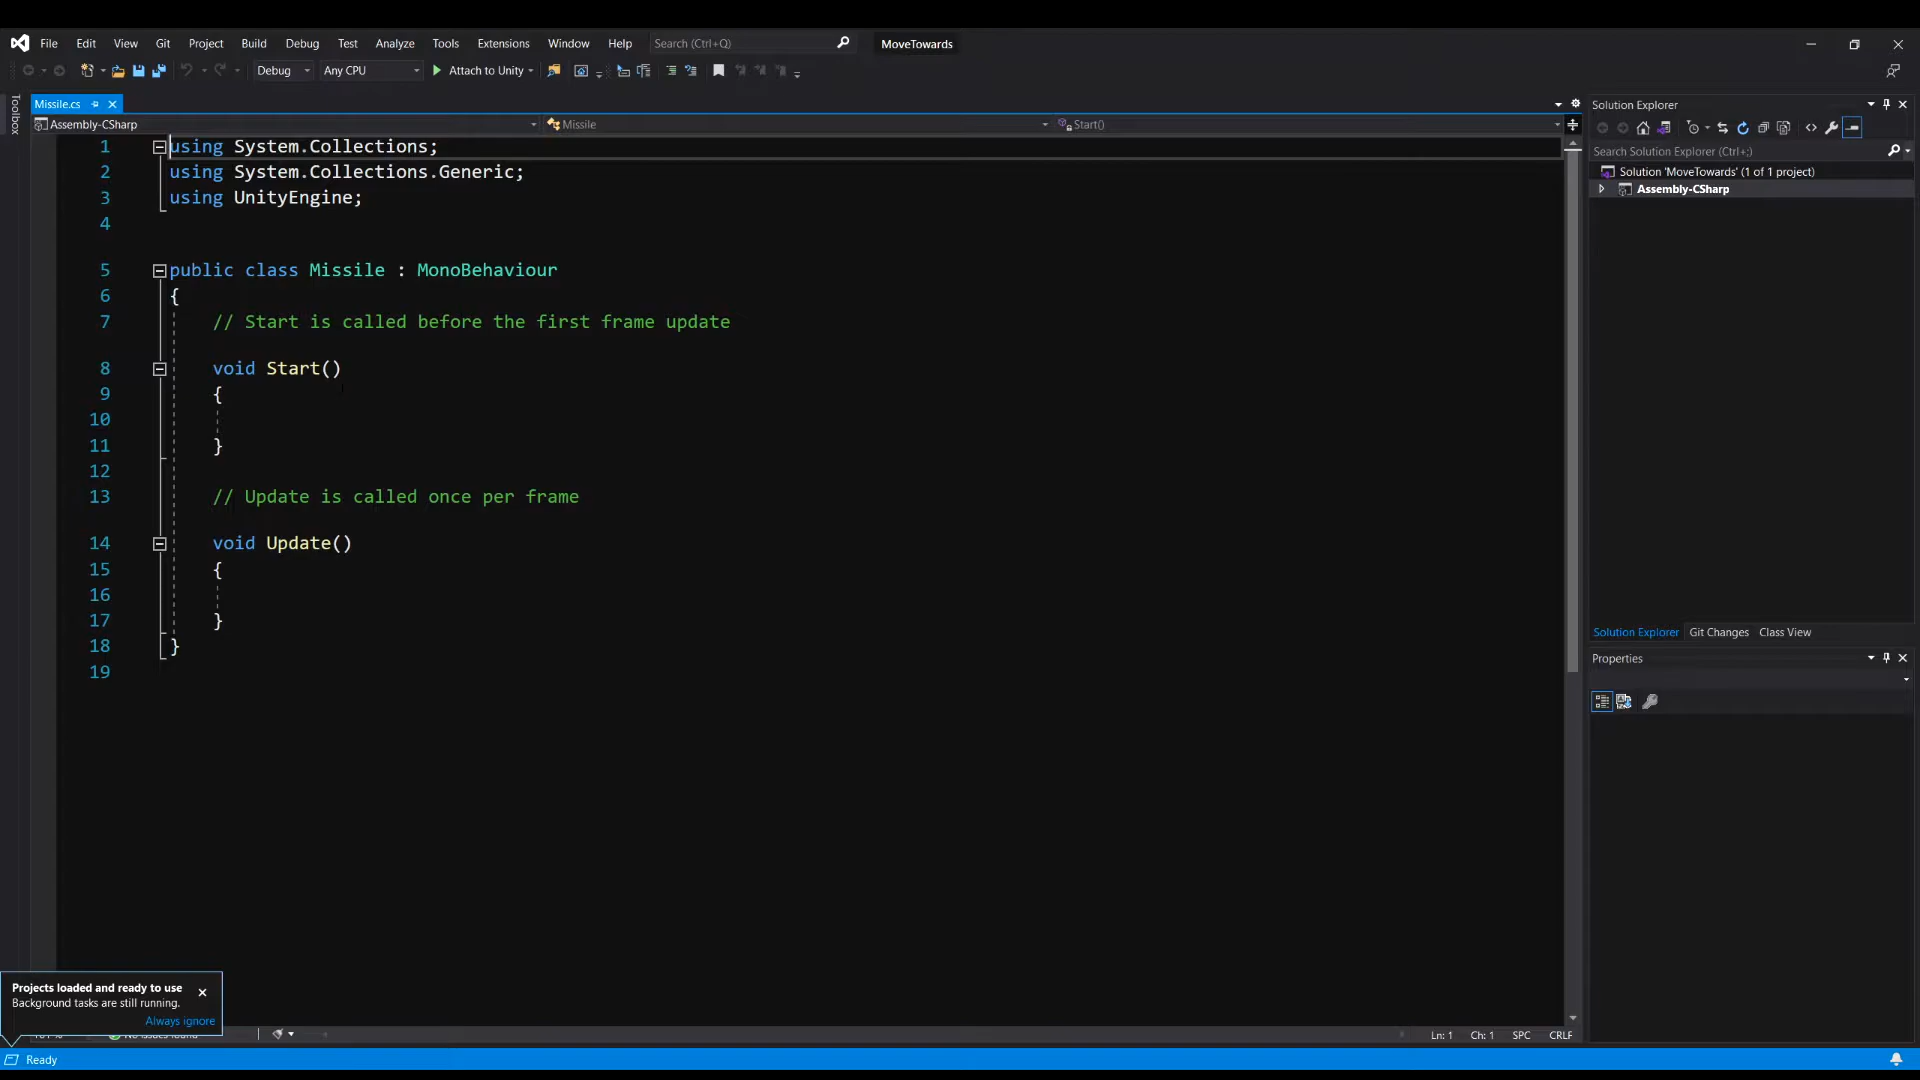 File Edit View Git Project Build Debug Test Analyze Tools Extensions Window Help Search (Ctrl+Q) MoveTowards
Debug Any CPU Attach to Unity
Toolbox
Missile.cs
Assembly-CSharp Missile Start()
1 using System.Collections;
2 using System.Collections.Generic;
3 using UnityEngine;
4
5 public class Missile : MonoBehaviour
6 {
7 // Start is called before the first frame update
8 void Start()
9 {
10
11 }
12
13 // Update is called once per frame
14 void Update()
15 {
16
17 }
18 }
19
Solution Explorer
Search Solution Explorer (Ctrl+;)
Solution 'MoveTowards' (1 of 1 project)
Assembly-CSharp
Solution Explorer Git Changes Class View
Properties
Projects loaded and ready to use
Background tasks are still running.
Always ignore
Ln: 1 Ch: 1 SPC CRLF
Ready